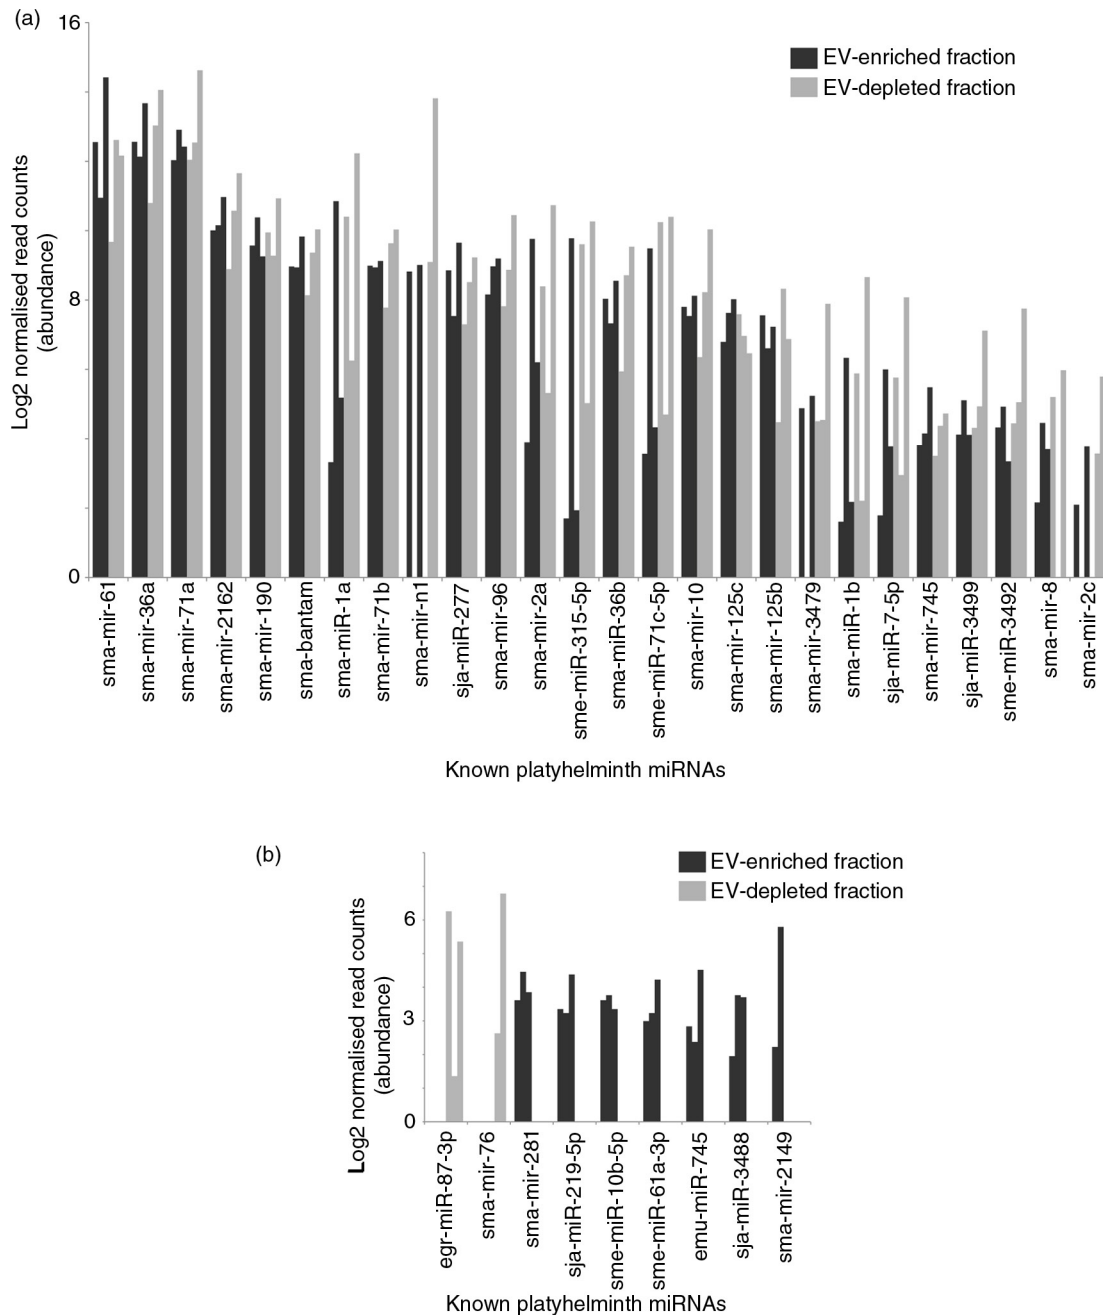 (a)
16
EV-enriched fraction
EV-depleted fraction
Log2 normalised read counts
(abundance)
8
0
sma-mir-61
sma-mir-36a
sma-mir-71a
sma-mir-2162
sma-mir-190
sma-bantam
sma-miR-1a
sma-mir-71b
sma-mir-n1
sja-miR-277
sma-mir-96
sma-mir-2a
sme-miR-315-5p
sma-miR-36b
sme-miR-71c-5p
sma-mir-10
sma-mir-125c
sma-mir-125b
sma-mir-3479
sma-miR-1b
sja-miR-7-5p
sma-mir-745
sja-miR-3499
sme-miR-3492
sma-mir-8
sma-mir-2c
Known platyhelminth miRNAs
(b)
EV-enriched fraction
EV-depleted fraction
Log2 normalised read counts
(abundance)
6
3
0
egr-miR-87-3p
sma-mir-76
sma-mir-281
sja-miR-219-5p
sme-miR-10b-5p
sme-miR-61a-3p
emu-miR-745
sja-miR-3488
sma-mir-2149
Known platyhelminth miRNAs